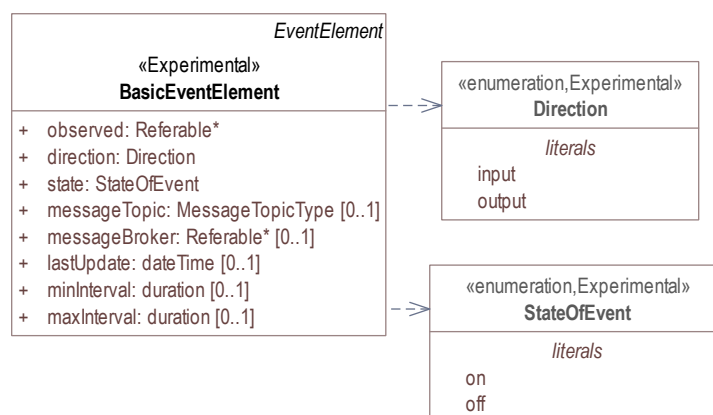 EventElement
«Experimental»
BasicEventElement
+ observed: Referable*
+ direction: Direction
+ state: StateOfEvent
+ messageTopic: MessageTopicType [0..1]
+ messageBroker: Referable* [0..1]
+ lastUpdate: dateTime [0..1]
+ minInterval: duration [0..1]
+ maxInterval: duration [0..1]
«enumeration,Experimental»
Direction
literals
input
output
«enumeration,Experimental»
StateOfEvent
literals
on
off